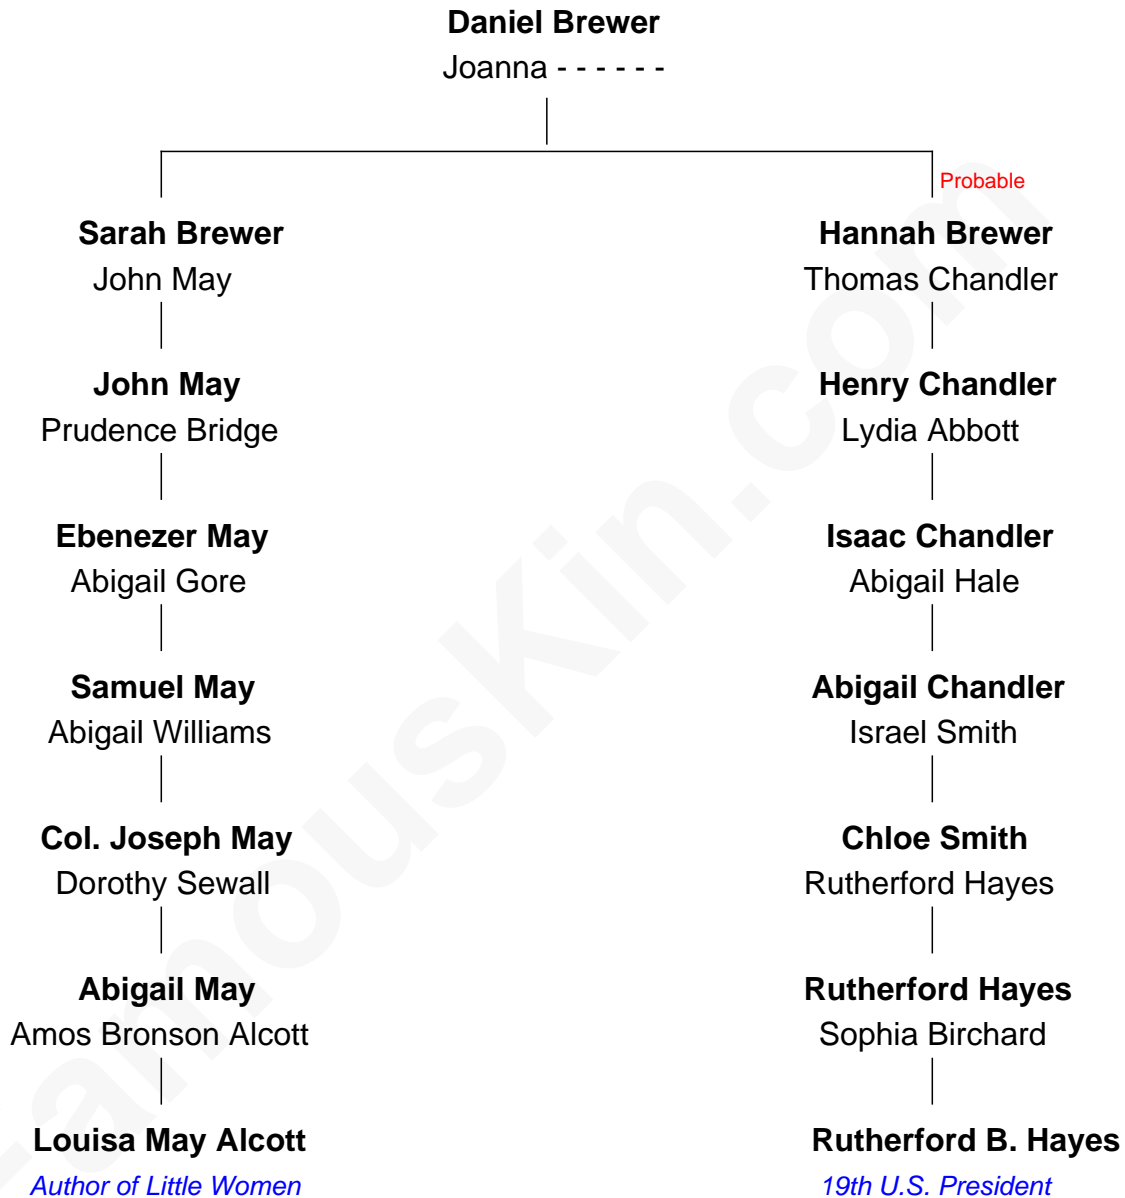 Daniel Brewer
Joanna - - - - - -
Probable
Sarah Brewer
John May
Hannah Brewer
Thomas Chandler
John May
Prudence Bridge
Henry Chandler
Lydia Abbott
Ebenezer May
Abigail Gore
Isaac Chandler
Abigail Hale
Samuel May
Abigail Williams
Abigail Chandler
Israel Smith
Col. Joseph May
Dorothy Sewall
Chloe Smith
Rutherford Hayes
Abigail May
Amos Bronson Alcott
Rutherford Hayes
Sophia Birchard
Louisa May Alcott
Author of Little Women
Rutherford B. Hayes
19th U.S. President
FamousKin.com